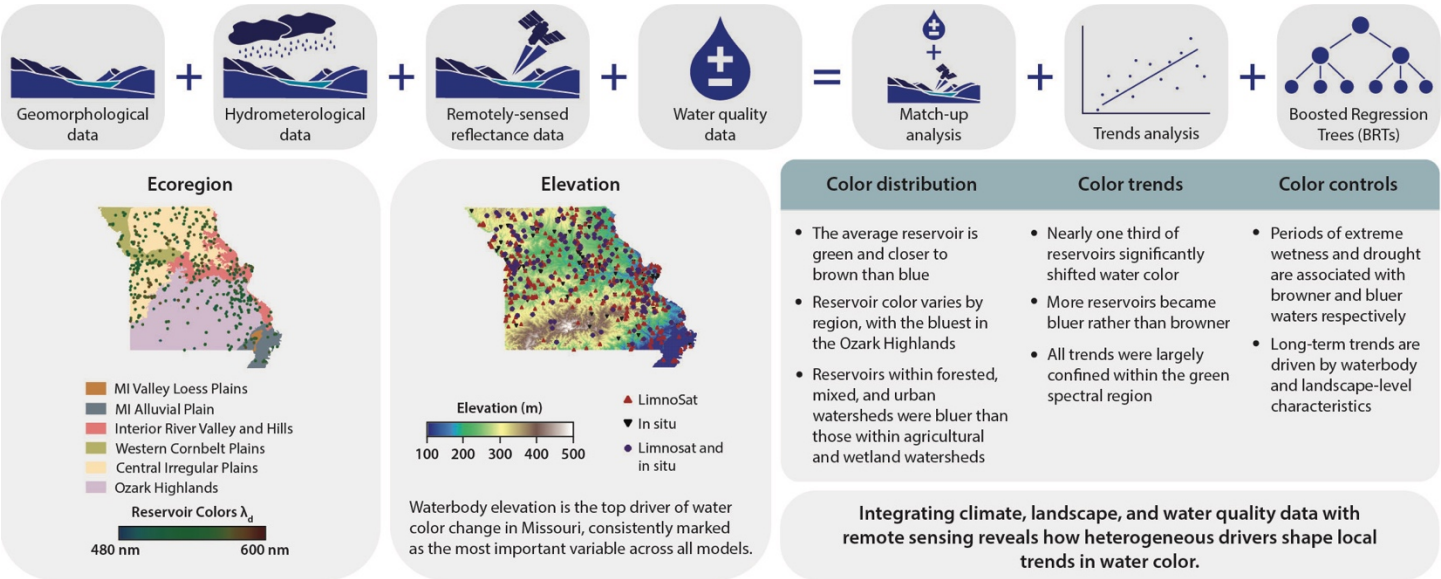 Geomorphological
data
+
Hydrometerological
data
+
Remotely-sensed
reflectance data
+
Water quality
data
=
+
Match-up
analysis
+
Trends analysis
+
Boosted Regression
Trees (BRTs)
Ecoregion
MI Valley Loess Plains
MI Alluvial Plain
Interior River Valley and Hills
Western Cornbelt Plains
Central Irregular Plains
Ozark Highlands
Reservoir Colors λd
480 nm 600 nm
Elevation
Elevation (m)
100 200 300 400 500
LimnoSat
In situ
Limnosat and
in situ
Waterbody elevation is the top driver of water
color change in Missouri, consistently marked
as the most important variable across all models.
Color distribution
• The average reservoir is
green and closer to
brown than blue
• Reservoir color varies by
region, with the bluest in
the Ozark Highlands
• Reservoirs within forested,
mixed, and urban
watersheds were bluer than
those within agricultural
and wetland watersheds
Color trends
• Nearly one third of
reservoirs significantly
shifted water color
• More reservoirs became
bluer rather than browner
• All trends were largely
confined within the green
spectral region
Color controls
• Periods of extreme
wetness and drought
are associated with
browner and bluer
waters respectively
• Long-term trends are
driven by waterbody
and landscape-level
characteristics
Integrating climate, landscape, and water quality data with
remote sensing reveals how heterogeneous drivers shape local
trends in water color.